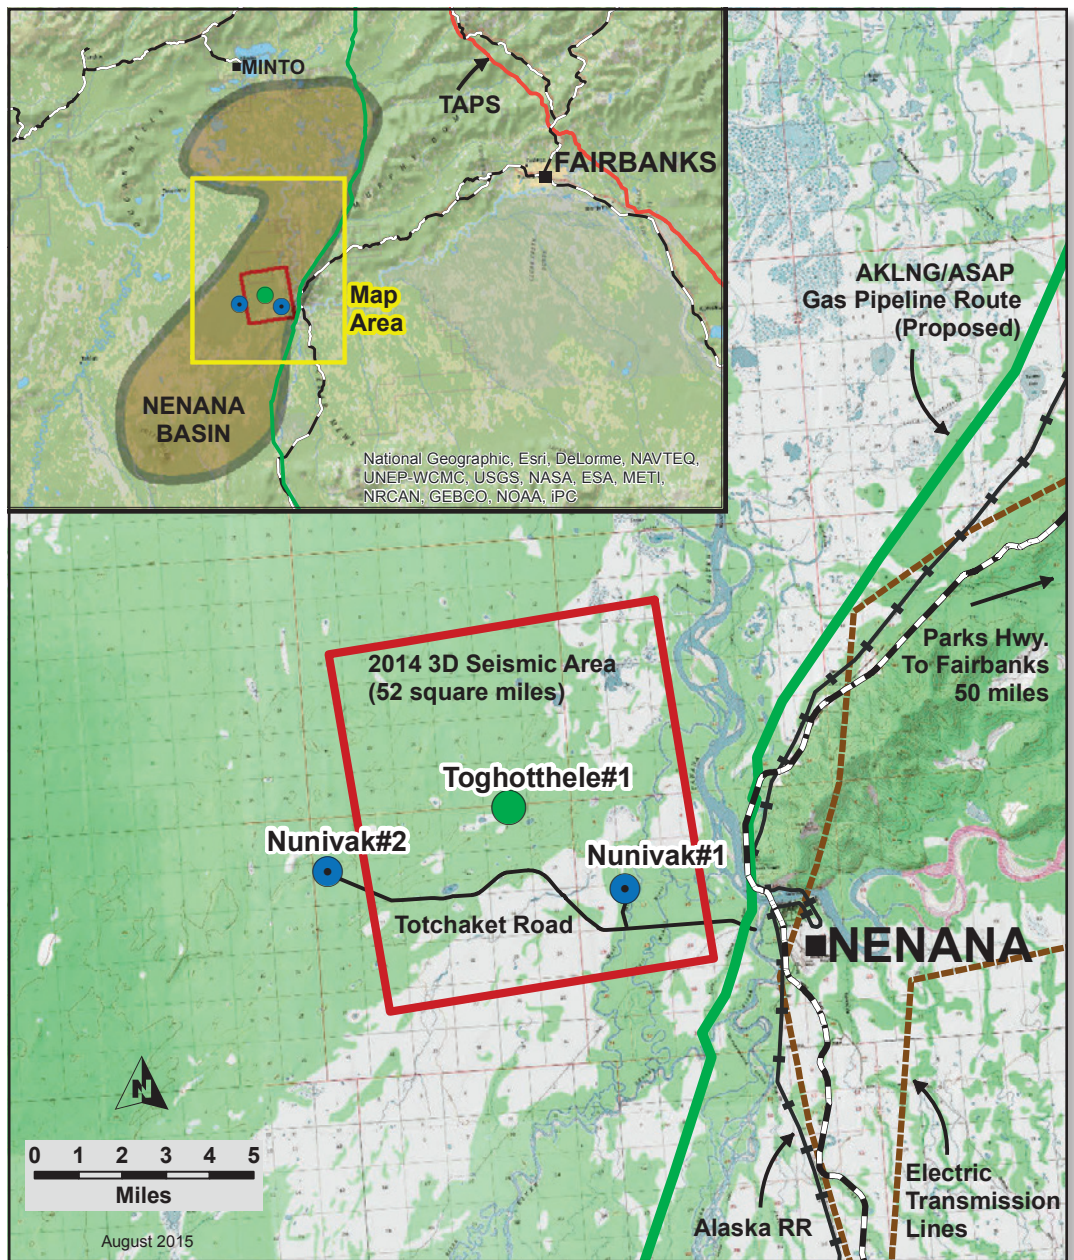 MINTO
TAPS
FAIRBANKS
Map
Area
NENANA
BASIN
National Geographic, Esri, DeLorme, NAVTEQ,
UNEP-WCMC, USGS, NASA, ESA, METI,
NRCAN, GEBCO, NOAA, iPC
AKLNG/ASAP
Gas Pipeline Route
(Proposed)
Parks Hwy.
To Fairbanks
50 miles
2014 3D Seismic Area
(52 square miles)
Toghotthele#1
Nunivak#2
Nunivak#1
Totchaket Road
NENANA
N
0 1 2 3 4 5
Miles
August 2015
Alaska RR
Electric
Transmission
Lines